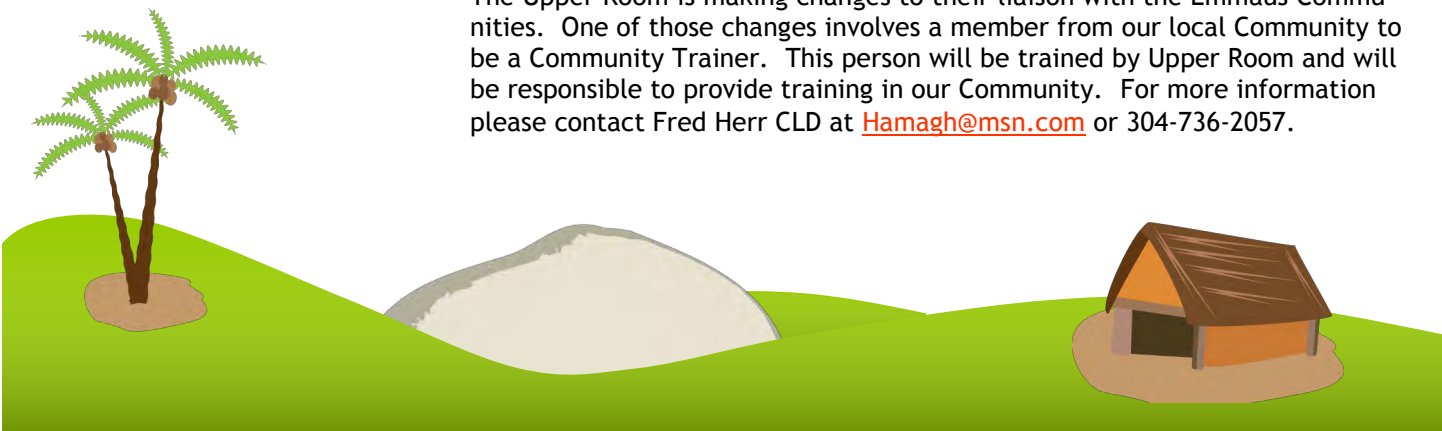 The Upper Room is making changes to their liaison with the Emmaus Commu-
nities.  One of those changes involves a member from our local Community to
be a Community Trainer.  This person will be trained by Upper Room and will
be responsible to provide training in our Community.  For more information
please contact Fred Herr CLD at Hamagh@msn.com or 304-736-2057.